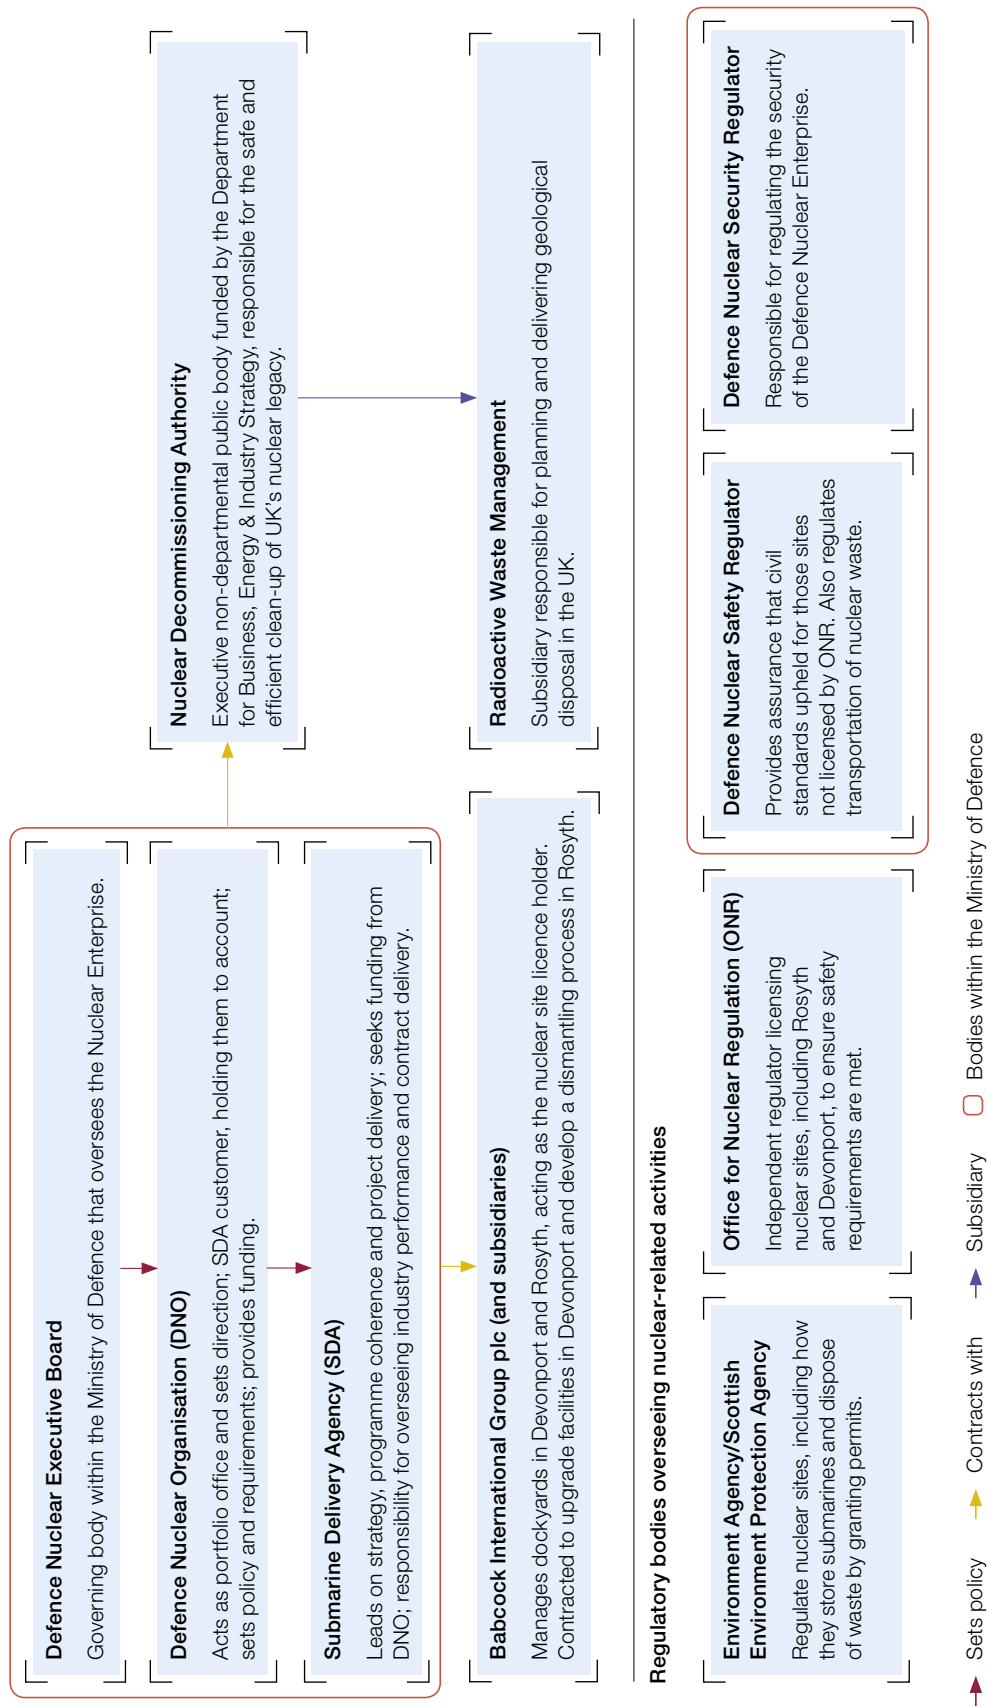 Defence Nuclear Executive Board
Governing body within the Ministry of Defence that oversees the Nuclear Enterprise.
Defence Nuclear Organisation (DNO)
Acts as portfolio office and sets direction; SDA customer, holding them to account;
sets policy and requirements; provides funding.
Submarine Delivery Agency (SDA)
Leads on strategy, programme coherence and project delivery; seeks funding from
DNO; responsibility for overseeing industry performance and contract delivery.
Nuclear Decommissioning Authority
Executive non-departmental public body funded by the Department
for Business, Energy & Industry Strategy, responsible for the safe and
efficient clean-up of UK’s nuclear legacy.
Babcock International Group plc (and subsidiaries)
Manages dockyards in Devonport and Rosyth, acting as the nuclear site licence holder.
Contracted to upgrade facilities in Devonport and develop a dismantling process in Rosyth.
Radioactive Waste Management
Subsidiary responsible for planning and delivering geological
disposal in the UK.
Regulatory bodies overseeing nuclear-related activities
Environment Agency/Scottish
Environment Protection Agency
Regulate nuclear sites, including how
they store submarines and dispose
of waste by granting permits.
Office for Nuclear Regulation (ONR)
Independent regulator licensing
nuclear sites, including Rosyth
and Devonport, to ensure safety
requirements are met.
Defence Nuclear Safety Regulator
Provides assurance that civil
standards upheld for those sites
not licensed by ONR. Also regulates
transportation of nuclear waste.
Defence Nuclear Security Regulator
Responsible for regulating the security
of the Defence Nuclear Enterprise.
Sets policy
Contracts with
Subsidiary
Bodies within the Ministry of Defence